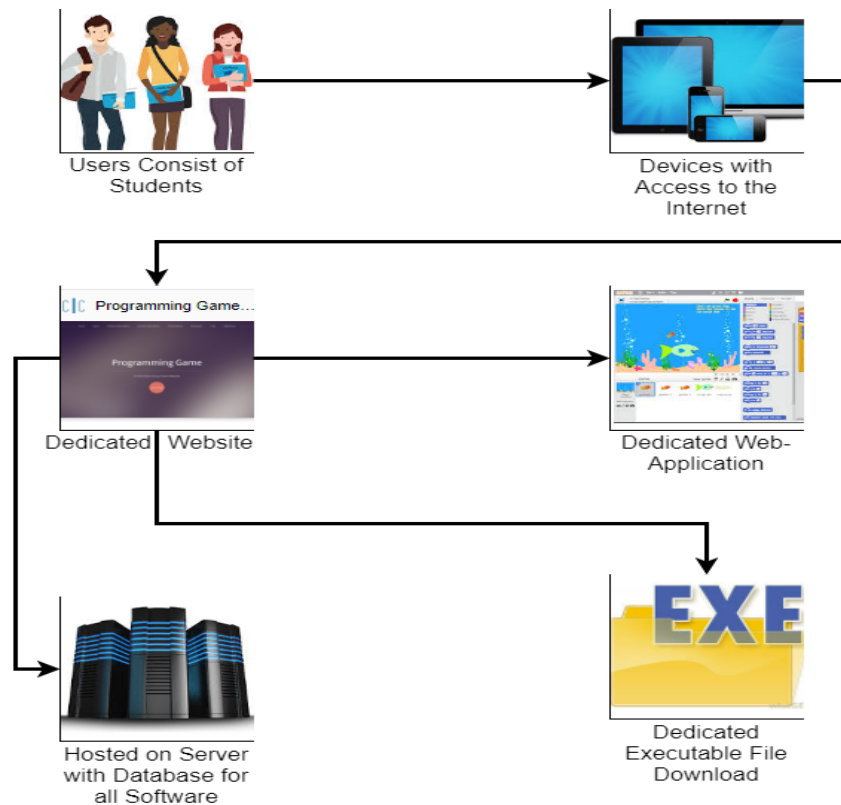 Users Consist of
Students
Devices with
Access to the
Internet
C|C Programming Game...
Programming Game
Dedicated Website
Dedicated Web-
Application
EXE
Hosted on Server
with Database for
all Software
Dedicated
Executable File
Download